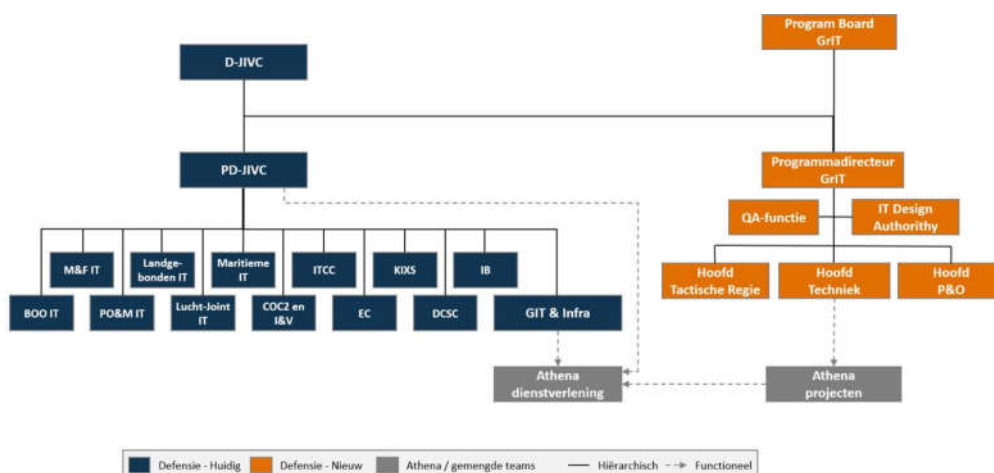 Program Board
GrIT
D-JIVC
PD-JIVC
Programmadirecteur
GrIT
QA-functie
IT Design
Authorithy
M&F IT
Landge-
bonden IT
Maritieme
IT
ITCC
KIXS
IB
Hoofd
Tactische Regie
Hoofd
Techniek
Hoofd
P&O
BOO IT
PO&M IT
Lucht-Joint
IT
COC2 en
I&V
EC
DCSC
GIT & Infra
Athena
dienstverlening
Athena
projecten
Defensie - Huidig
Defensie - Nieuw
Athena / gemengde teams
Hiërarchisch
Functioneel